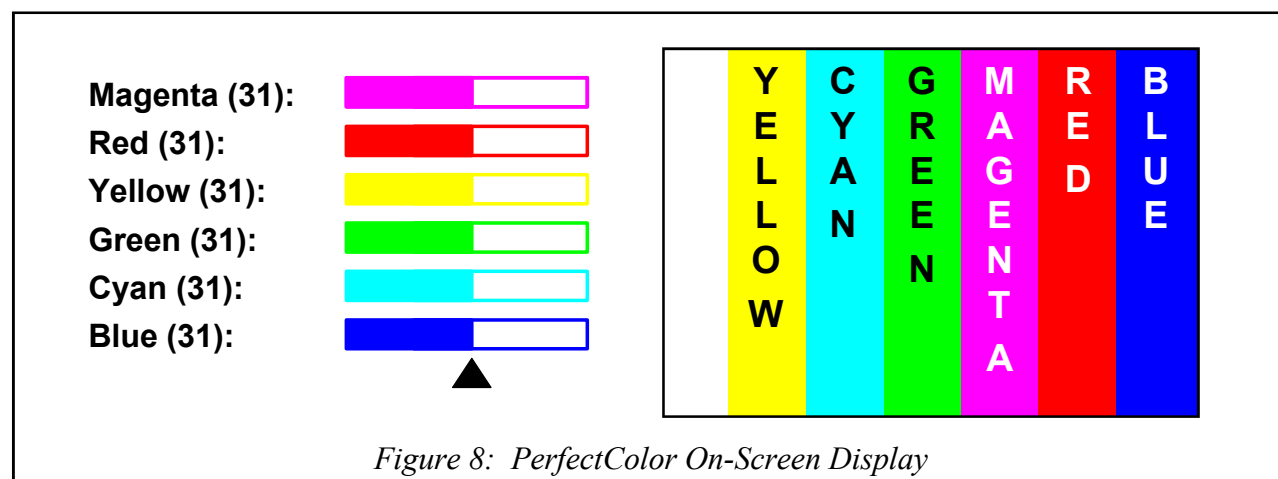 Magenta (31):
Red (31):
Yellow (31):
Green (31):
Cyan (31):
Blue (31):
YELLOW
CYAN
GREEN
MAGENTA
RED
BLUE
Figure 8: PerfectColor On-Screen Display